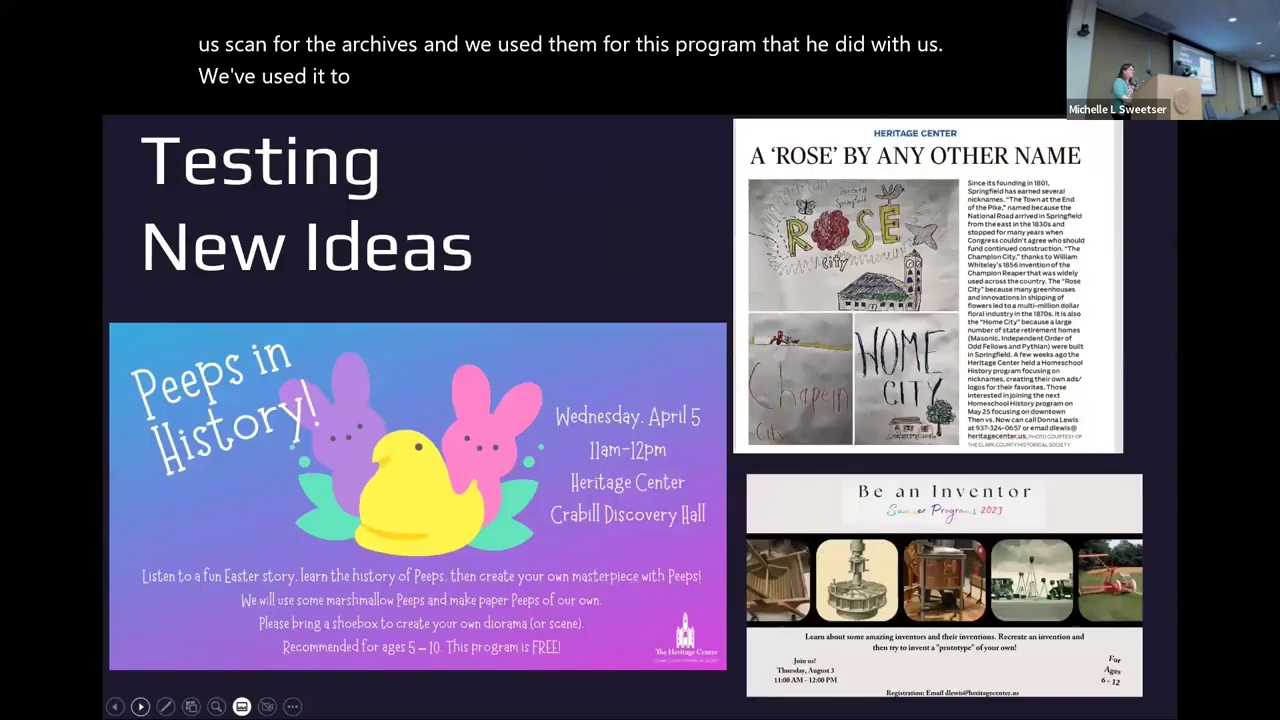 us scan for the archives and we used them for this program that he did with us.
We've used it to
Michelle L Sweetser
Testing
New Ideas
HERITAGE CENTER
A 'ROSE' BY ANY OTHER NAME
ROSE
City
Chapein
City
HOME
CITY
Since its founding in 1801,
Springfield has earned several
nicknames. "The Town at the End
of the Pike," named because the
National Road arrived in Springfield
from the east in the 1830s and
stopped for many years when
Congress couldn't agree who should
fund continued construction. "The
Champion City," thanks to William
Whiteley's 1856 invention of the
Champion Reaper that was widely
used across the country. The "Rose
City" because many greenhouses
and innovations in shipping of
flowers led to a multi-million dollar
floral industry in the 1870s. It is also
the "Home City" because a large
number of state retirement homes
(Masonic, Independent Order of
Odd Fellows and Pythian) were built
in Springfield. A few weeks ago the
Heritage Center held a Homeschool
History program focusing on
nicknames, creating their own ads/
logos for their favorites. Those
interested in joining the next
Homeschool History program on
May 25 focusing on downtown
Then vs. Now can call Donna Lewis
at 937-324-0657 or email dlewis@
heritagecenter.us. PHOTO COURTESY OF
THE CLARK COUNTY HISTORICAL SOCIETY
Peeps in
History!
Wednesday, April 5
11am-12pm
Heritage Center
Crabill Discovery Hall
Listen to a fun Easter story, learn the history of Peeps, then create your own masterpiece with Peeps!
We will use some marshmallow Peeps and make paper Peeps of our own.
Please bring a shoebox to create your own diorama (or scene).
Recommended for ages 5 – 10. This program is FREE!
The Heritage Center
Be an Inventor
Summer Programs 2023
Learn about some amazing inventors and their inventions. Recreate an invention and
then try to invent a "prototype" of your own!
Join us!
Thursday, August 3
11:00 AM - 12:00 PM
For
Ages
6 - 12
Registration: Email dlewis@heritagecenter.us